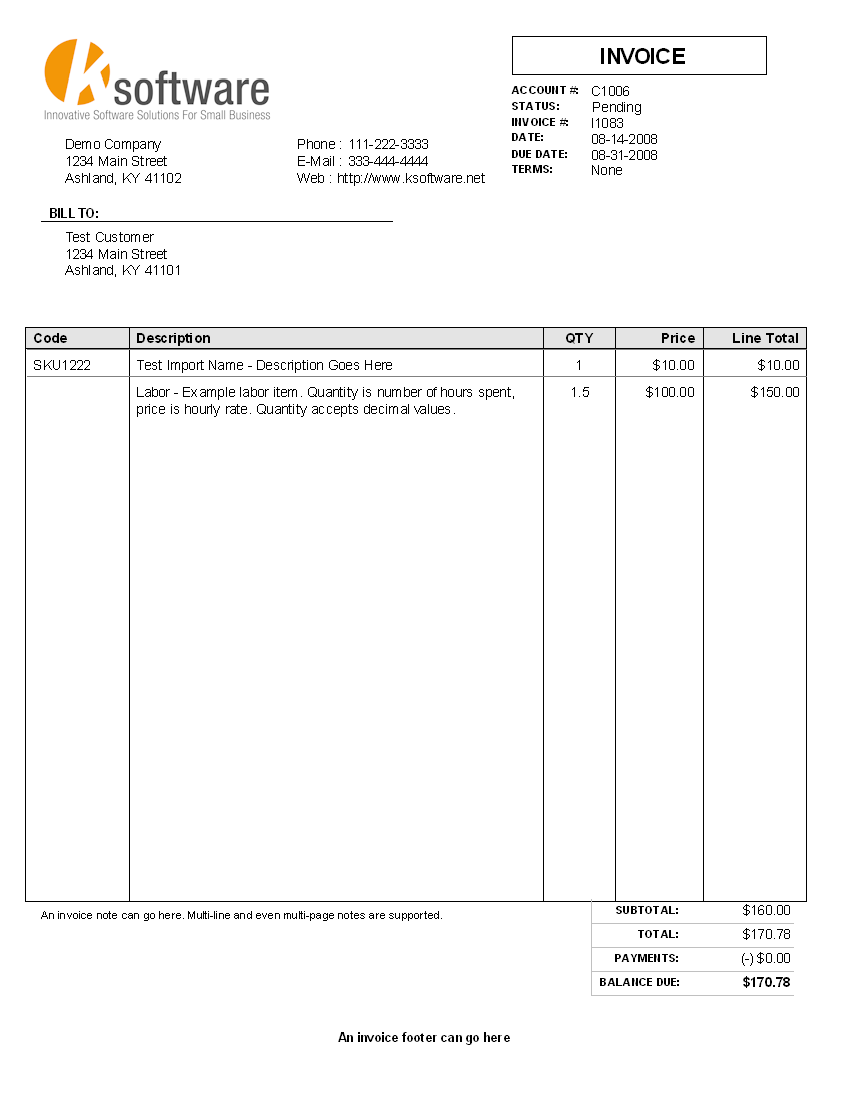 Ksoftware
Innovative Software Solutions For Small Business
INVOICE
ACCOUNT #: C1006
STATUS: Pending
INVOICE #: I1083
DATE: 08-14-2008
DUE DATE: 08-31-2008
TERMS: None
Demo Company
1234 Main Street
Ashland, KY 41102
Phone : 111-222-3333
E-Mail : 333-444-4444
Web : http://www.ksoftware.net
BILL TO:
Test Customer
1234 Main Street
Ashland, KY 41101
Code Description QTY Price Line Total
SKU1222 Test Import Name - Description Goes Here 1 $10.00 $10.00
Labor - Example labor item. Quantity is number of hours spent, 1.5 $100.00 $150.00
price is hourly rate. Quantity accepts decimal values.
An invoice note can go here. Multi-line and even multi-page notes are supported.
SUBTOTAL: $160.00
TOTAL: $170.78
PAYMENTS: (-) $0.00
BALANCE DUE: $170.78
An invoice footer can go here